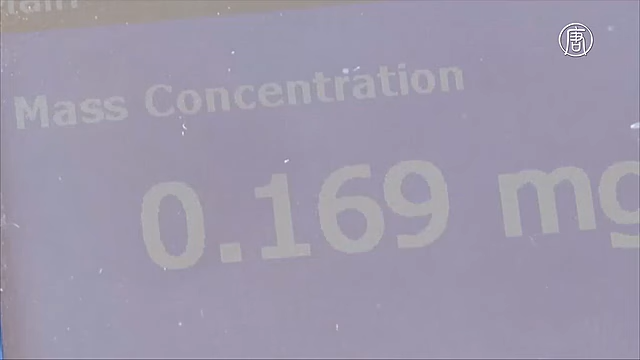 唐
Mass Concentration
0.169 mg